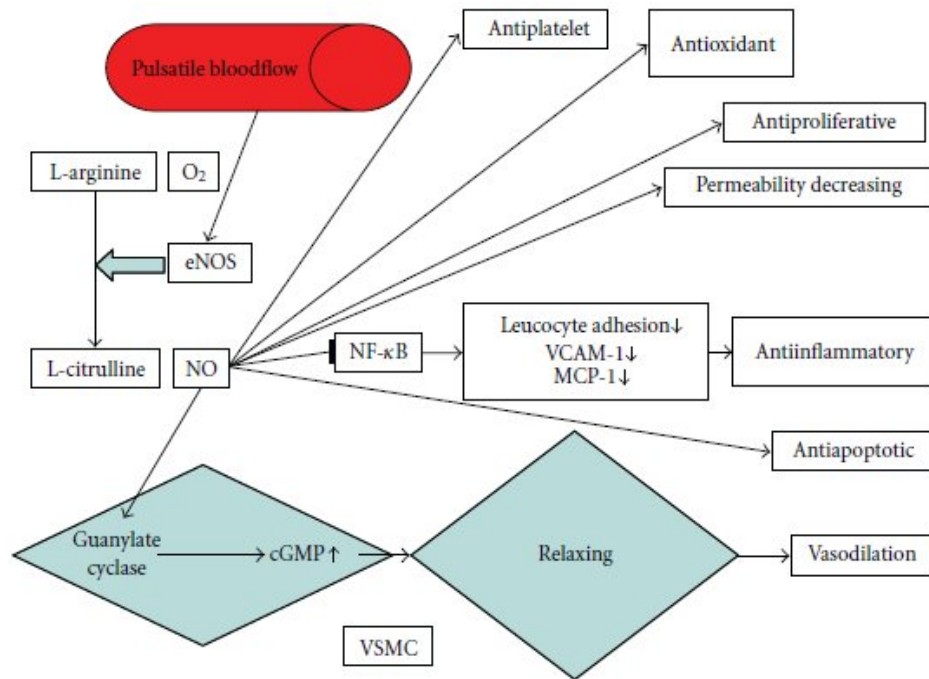 Antiplatelet
Antioxidant
Pulsatile bloodflow
Antiproliferative
L-arginine
O₂
Permeability decreasing
eNOS
Leucocyte adhesion↓
VCAM-1↓
MCP-1↓
NF-κB
Antiinflammatory
L-citrulline
NO
Antiapoptotic
Guanylate
cyclase
cGMP↑
Relaxing
Vasodilation
VSMC